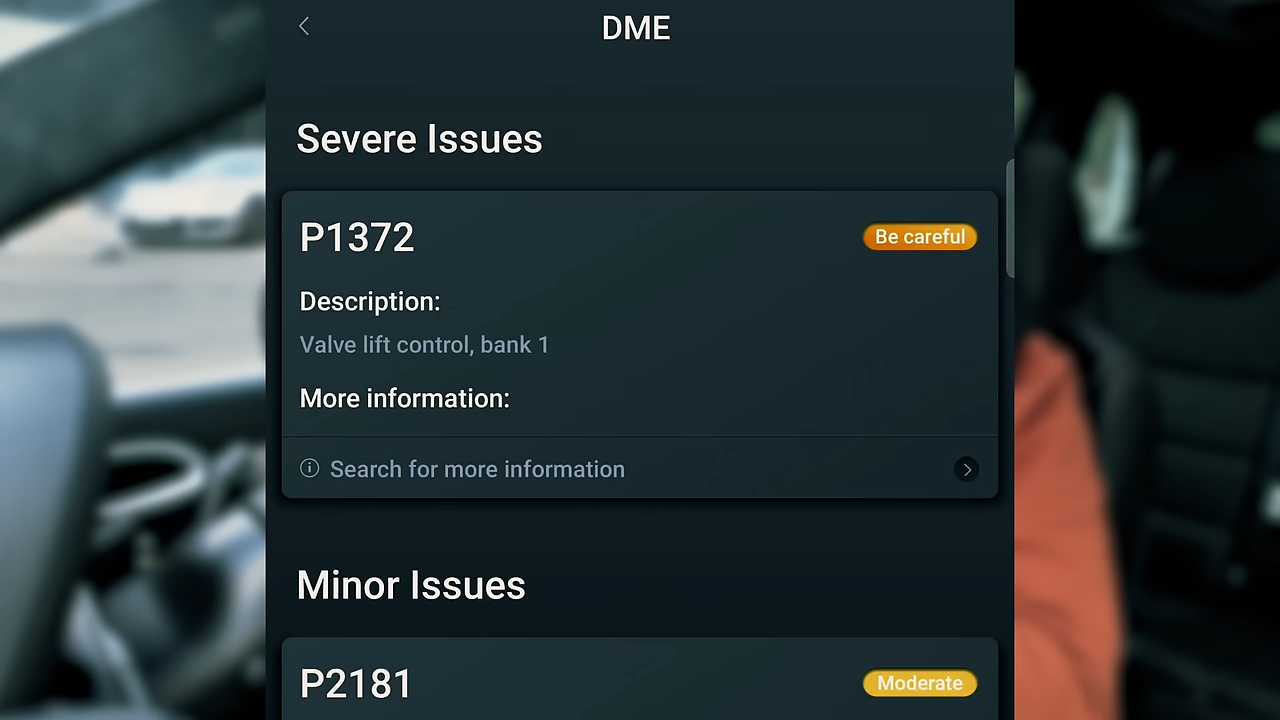 DME
Severe Issues
P1372
Be careful
Description:
Valve lift control, bank 1
More information:
Search for more information
Minor Issues
P2181
Moderate